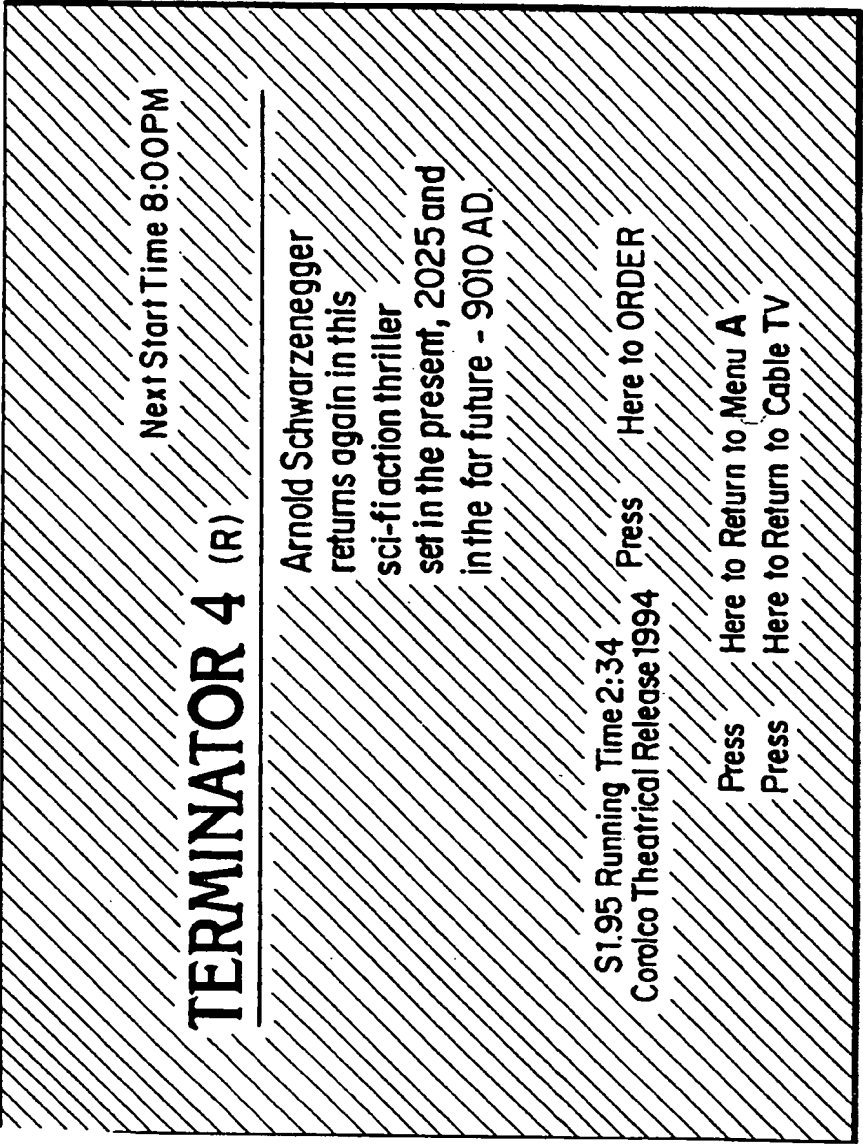 Next Start Time 8:00PM
TERMINATOR 4 (R)
Arnold Schwarzenegger
returns again in this
sci-fi action thriller
set in the present, 2025 and
in the far future - 9010 AD.
S1.95 Running Time 2:34
Corolco Theatrical Release 1994
Press Here to ORDER
Press Here to Return to Menu A
Press Here to Return to Cable TV